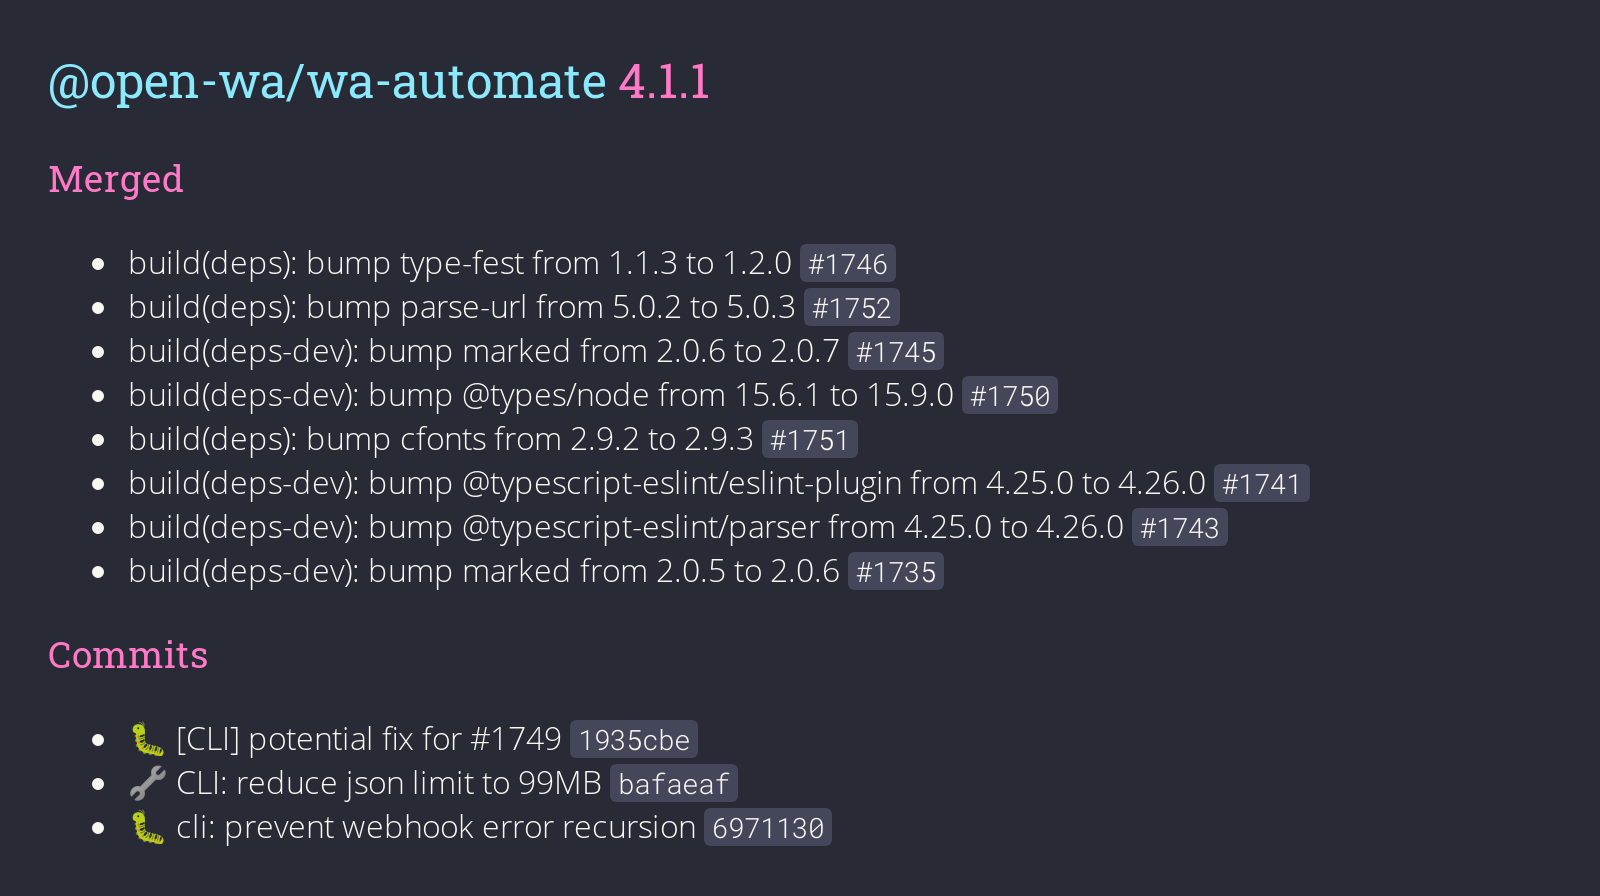 @open-wa/wa-automate 4.1.1
Merged
build(deps): bump type-fest from 1.1.3 to 1.2.0 #1746
build(deps): bump parse-url from 5.0.2 to 5.0.3 #1752
build(deps-dev): bump marked from 2.0.6 to 2.0.7 #1745
build(deps-dev): bump @types/node from 15.6.1 to 15.9.0 #1750
build(deps): bump cfonts from 2.9.2 to 2.9.3 #1751
build(deps-dev): bump @typescript-eslint/eslint-plugin from 4.25.0 to 4.26.0 #1741
build(deps-dev): bump @typescript-eslint/parser from 4.25.0 to 4.26.0 #1743
build(deps-dev): bump marked from 2.0.5 to 2.0.6 #1735
Commits
🐛 [CLI] potential fix for #1749 1935cbe
🔧 CLI: reduce json limit to 99MB bafaeaf
🐛 cli: prevent webhook error recursion 6971130